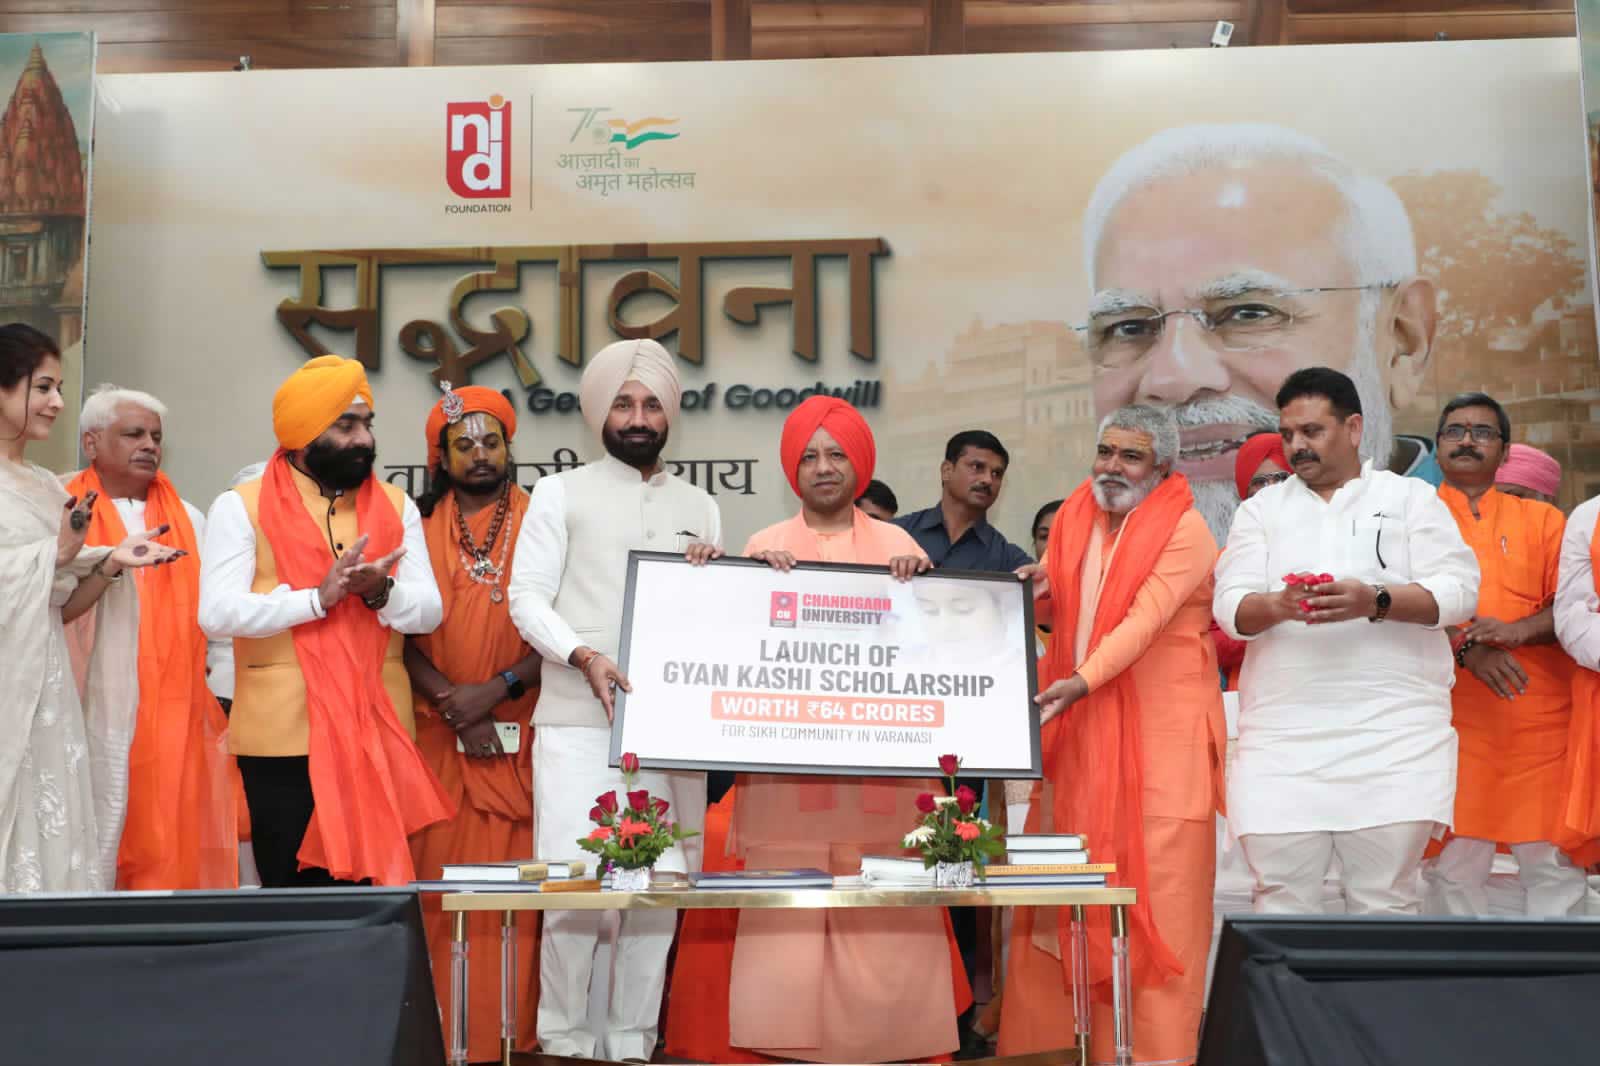 nid
FOUNDATION
75
आज़ादी का
अमृत महोत्सव
सद्भावना
of Goodwill
CHANDIGARH
UNIVERSITY
CU
LAUNCH OF
GYAN KASHI SCHOLARSHIP
WORTH ₹64 CRORES
FOR SIKH COMMUNITY IN VARANASI